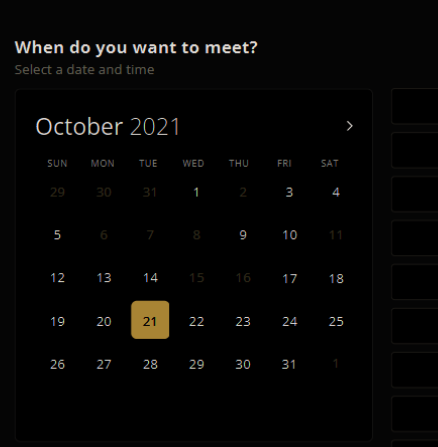 When do you want to meet?
Select a date and time
October 2021
SUN MON TUE WED THU FRI SAT
29 30 31 1 2 3 4
5 6 7 8 9 10 11
12 13 14 15 16 17 18
19 20 21 22 23 24 25
26 27 28 29 30 31 1